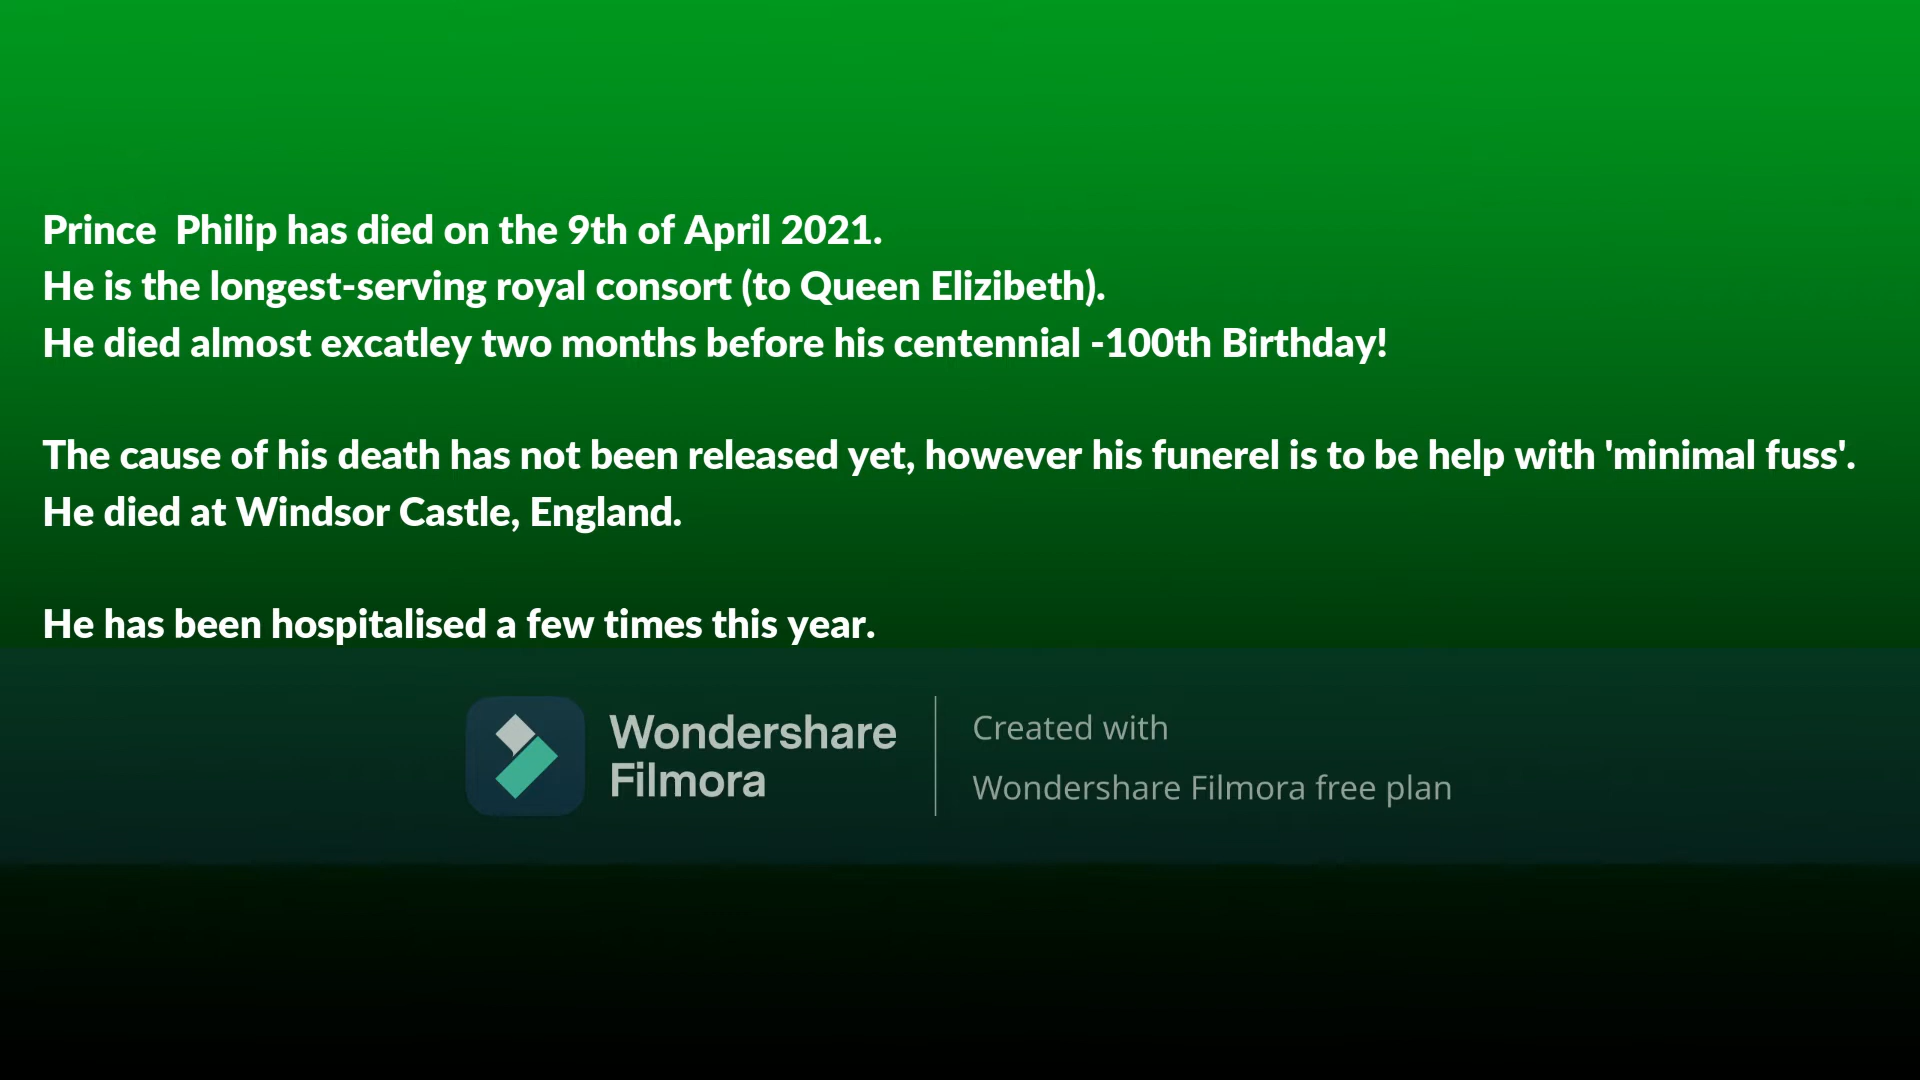 Prince  Philip has died on the 9th of April 2021.
He is the longest-serving royal consort (to Queen Elizibeth).
He died almost excatley two months before his centennial -100th Birthday!
The cause of his death has not been released yet, however his funerel is to be help with 'minimal fuss'.
He died at Windsor Castle, England.
He has been hospitalised a few times this year.
Wondershare
Filmora
Created with
Wondershare Filmora free plan